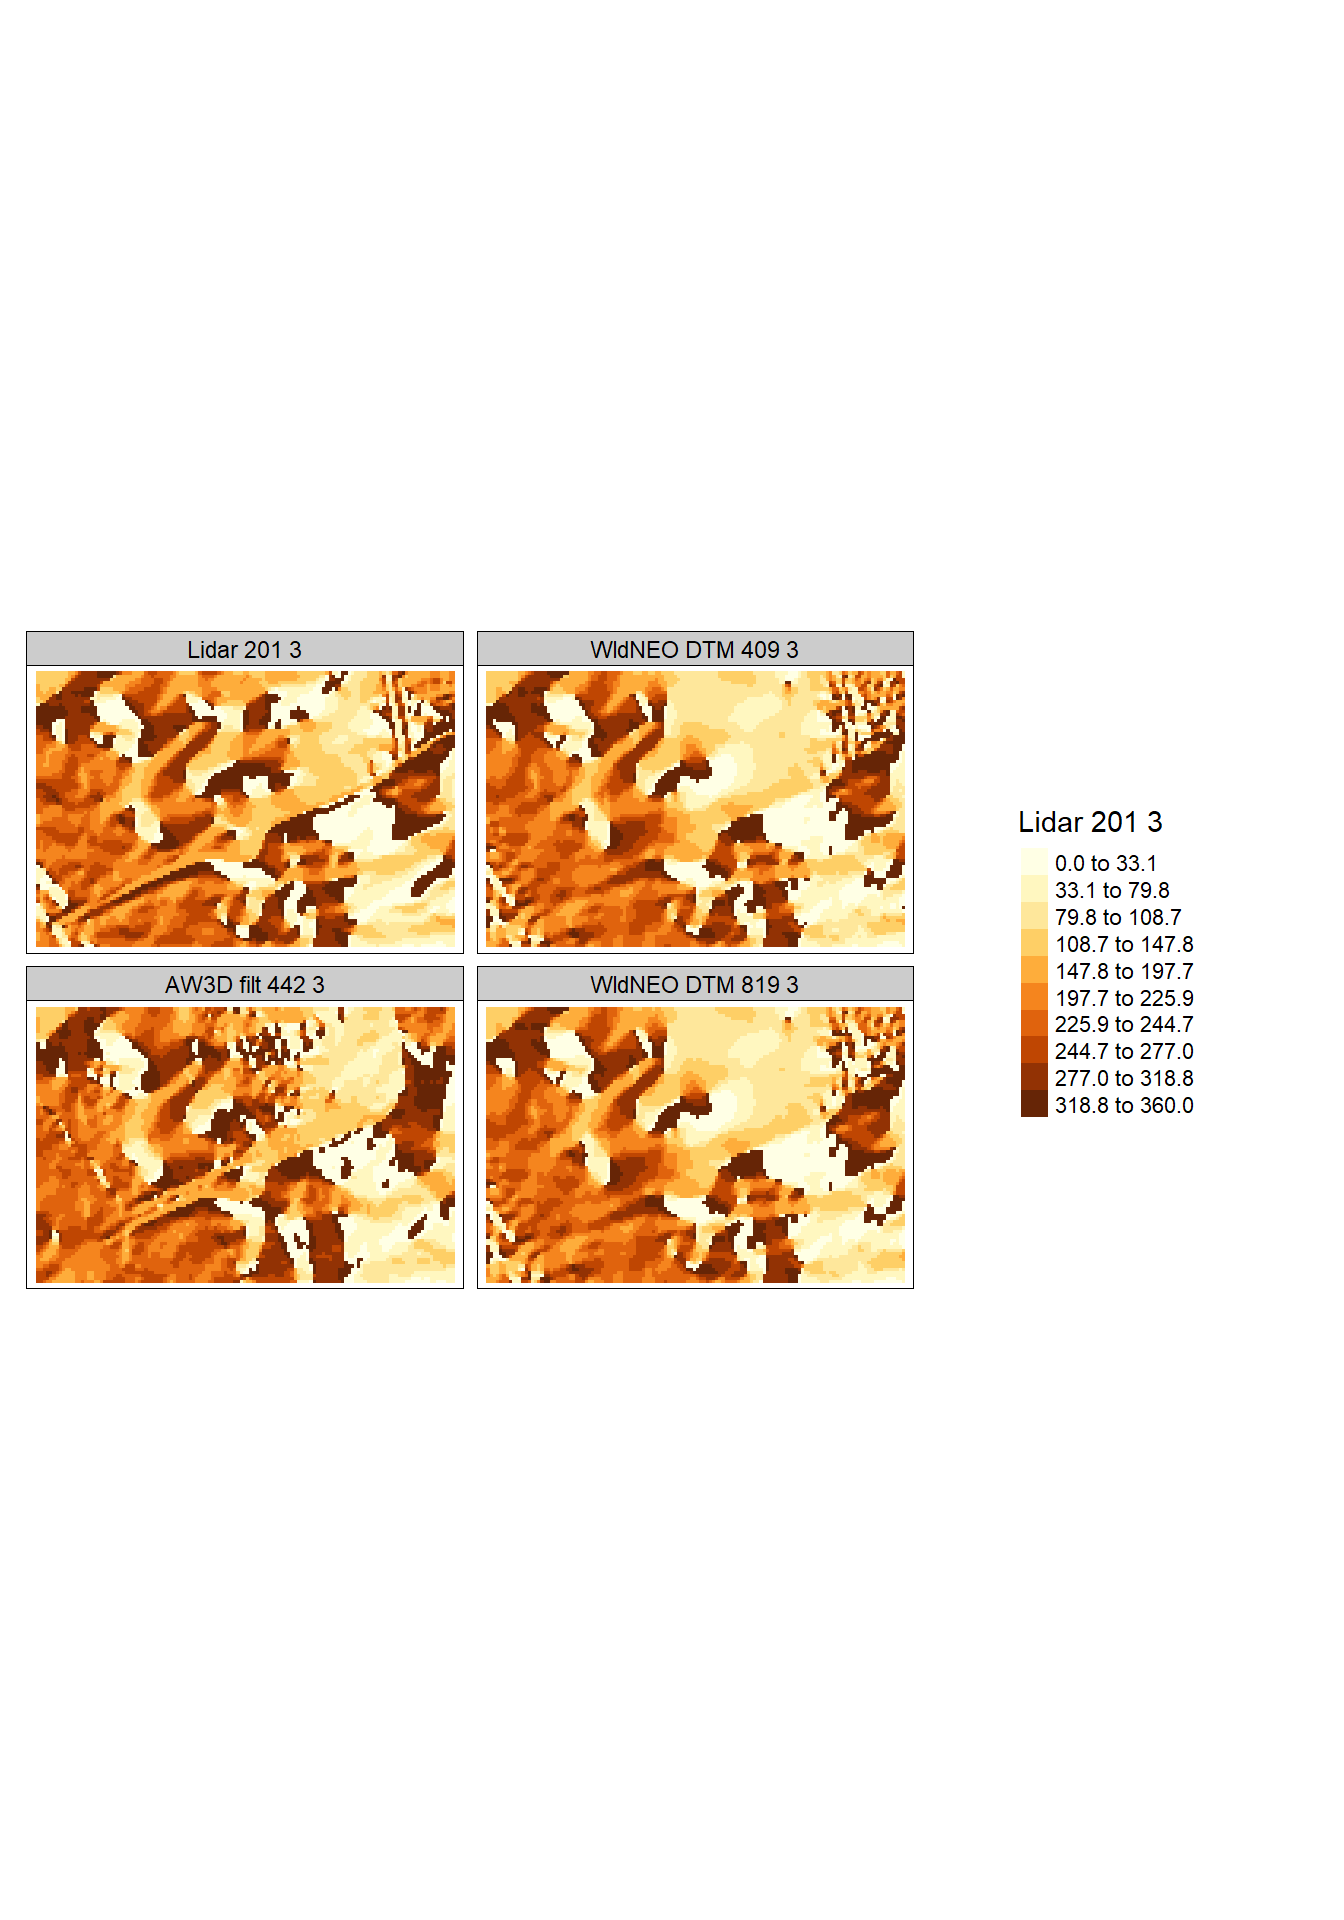 Lidar 201 3
WldNEO DTM 409 3
AW3D filt 442 3
WldNEO DTM 819 3
Lidar 201 3
0.0 to 33.1
33.1 to 79.8
79.8 to 108.7
108.7 to 147.8
147.8 to 197.7
197.7 to 225.9
225.9 to 244.7
244.7 to 277.0
277.0 to 318.8
318.8 to 360.0